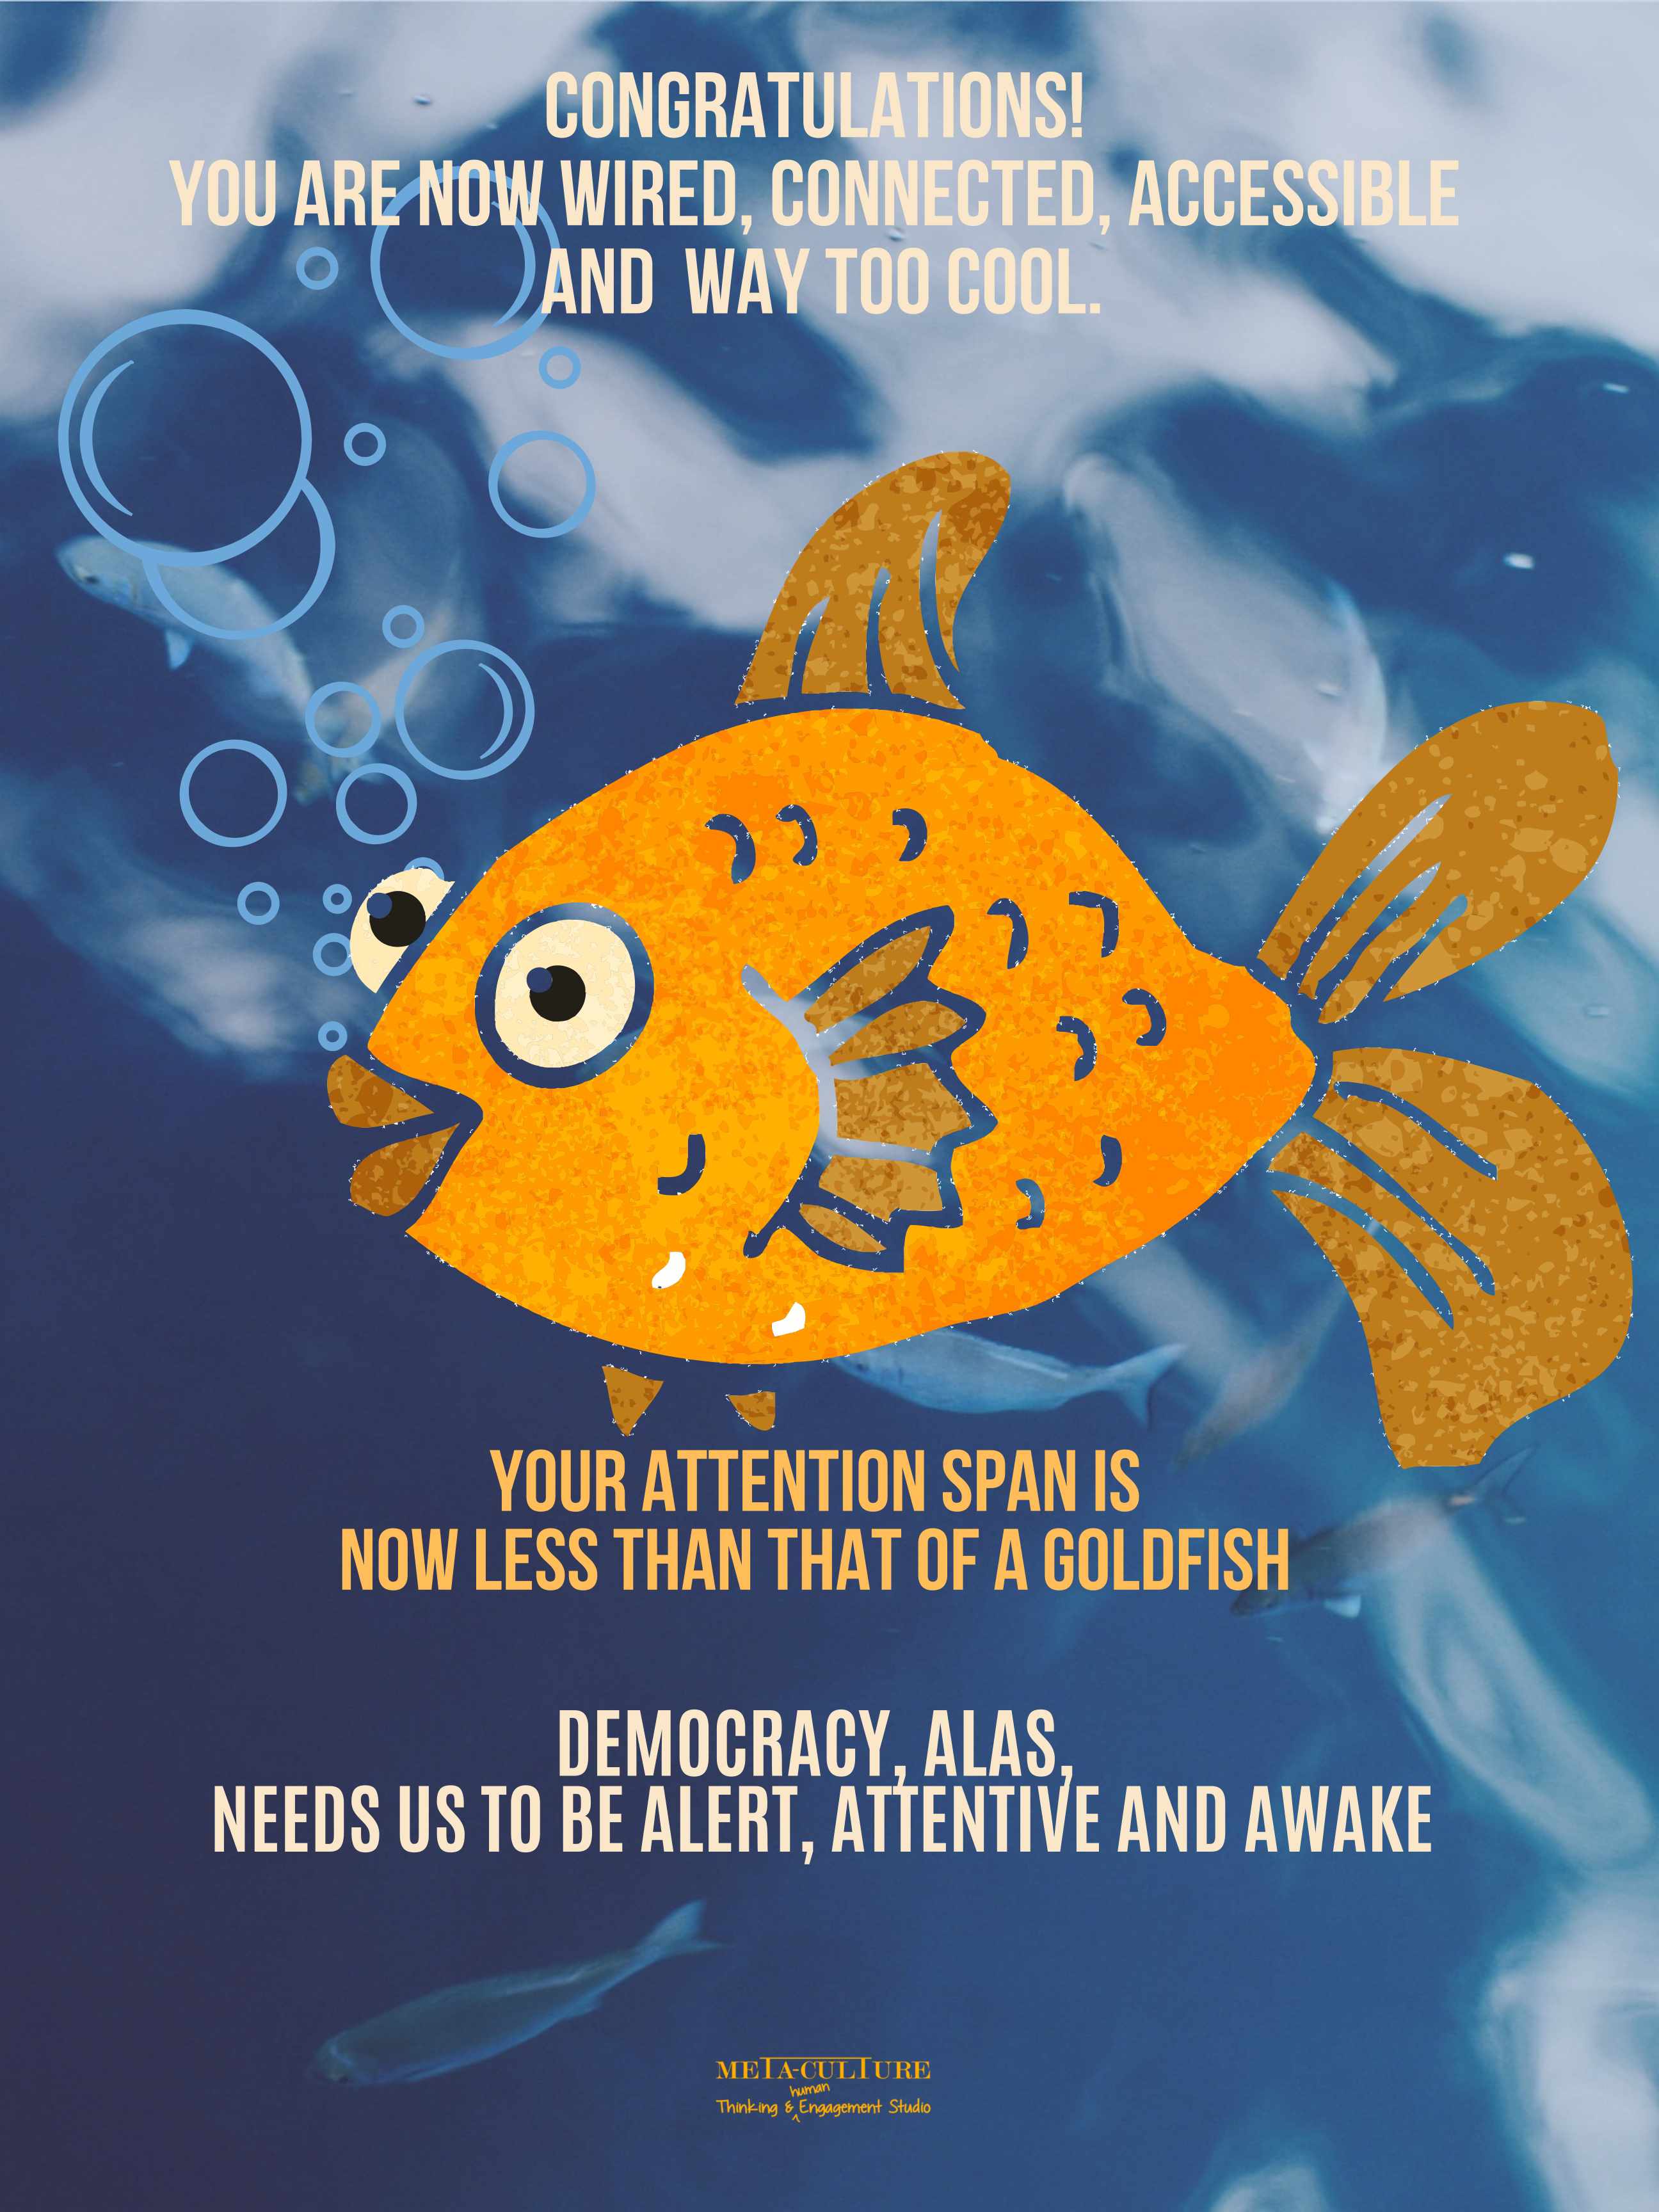 CONGRATULATIONS!
YOU ARE NOW WIRED, CONNECTED, ACCESSIBLE
AND WAY TOO COOL.
YOUR ATTENTION SPAN IS
NOW LESS THAN THAT OF A GOLDFISH
DEMOCRACY, ALAS,
NEEDS US TO BE ALERT, ATTENTIVE AND AWAKE
META-CULTURE
human
Thinking & Engagement Studio